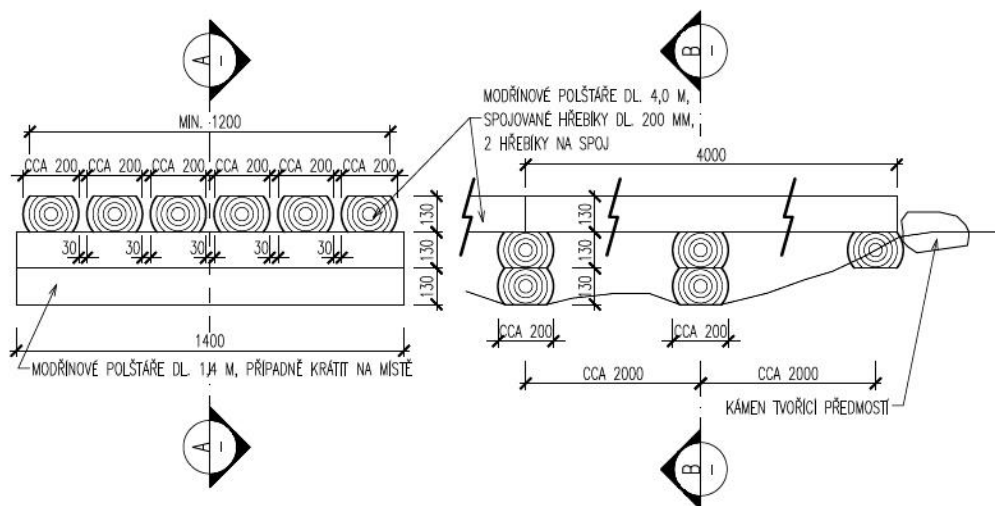 A
–
B
–
MODŘÍNOVÉ POLŠTÁŘE DL. 4,0 M,
SPOJOVANÉ HŘEBÍKY DL. 200 MM,
2 HŘEBÍKY NA SPOJ
MIN. 1200
4000
CCA 200
CCA 200
CCA 200
CCA 200
CCA 200
CCA 200
130
130
130
130
130
130
30
30
30
30
30
CCA 200
CCA 200
1400
MODŘÍNOVÉ POLŠTÁŘE DL. 1,4 M, PŘÍPADNĚ KRÁTIT NA MÍSTĚ
CCA 2000
CCA 2000
KÁMEN TVOŘÍCÍ PŘEDMOSTÍ
A
–
B
–